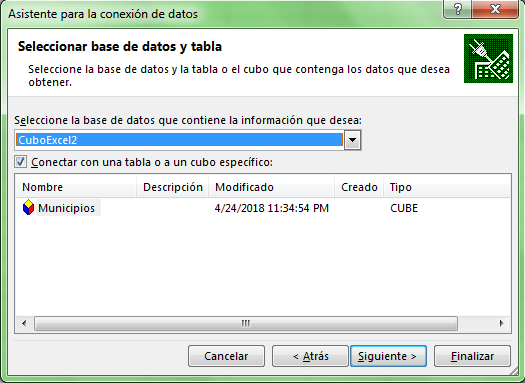 Asistente para la conexión de datos
Seleccionar base de datos y tabla
Seleccione la base de datos y la tabla o el cubo que contenga los datos que desea
obtener.
Seleccione la base de datos que contiene la información que desea:
CuboExcel2
Conectar con una tabla o a un cubo específico:
Nombre Descripción Modificado Creado Tipo
Municipios 4/24/2018 11:34:54 PM CUBE
Cancelar < Atrás Siguiente > Finalizar